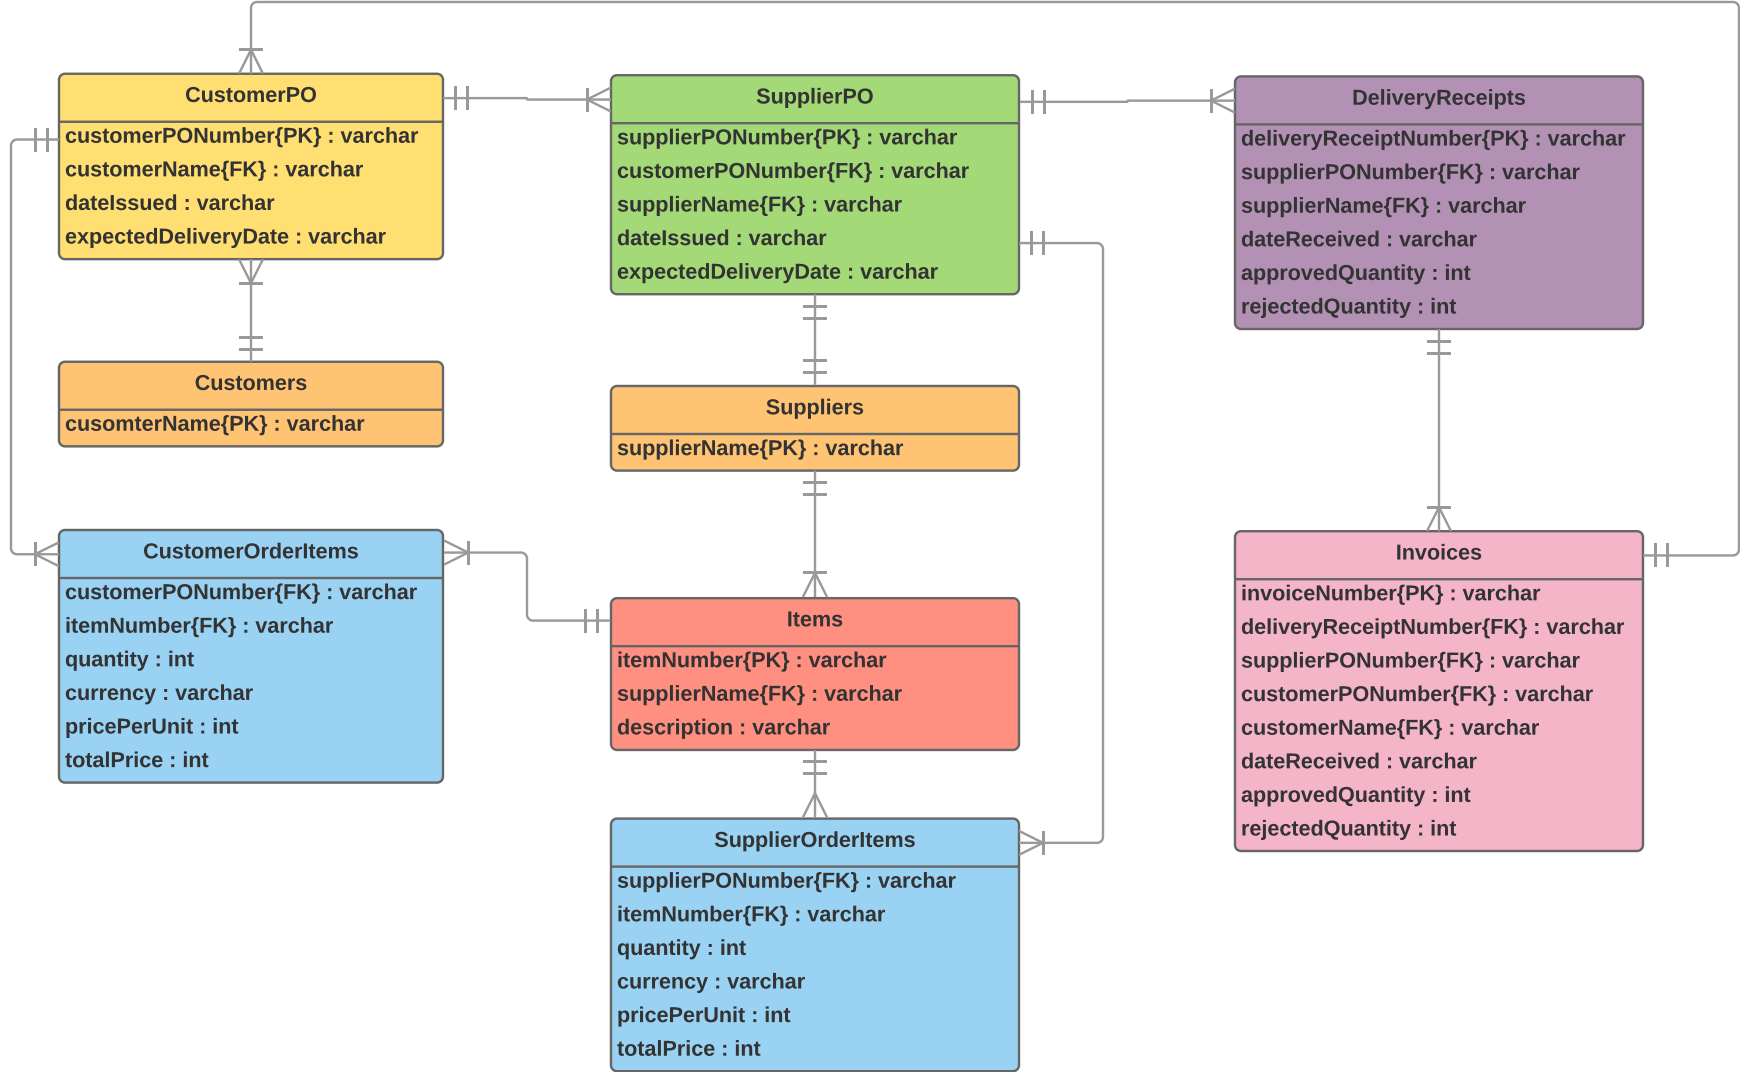 CustomerPO
customerPONumber{PK} : varchar
customerName{FK} : varchar
dateIssued : varchar
expectedDeliveryDate : varchar
SupplierPO
supplierPONumber{PK} : varchar
customerPONumber{FK} : varchar
supplierName{FK} : varchar
dateIssued : varchar
expectedDeliveryDate : varchar
DeliveryReceipts
deliveryReceiptNumber{PK} : varchar
supplierPONumber{FK} : varchar
supplierName{FK} : varchar
dateReceived : varchar
approvedQuantity : int
rejectedQuantity : int
Customers
cusomterName{PK} : varchar
Suppliers
supplierName{PK} : varchar
CustomerOrderItems
customerPONumber{FK} : varchar
itemNumber{FK} : varchar
quantity : int
currency : varchar
pricePerUnit : int
totalPrice : int
Items
itemNumber{PK} : varchar
supplierName{FK} : varchar
description : varchar
Invoices
invoiceNumber{PK} : varchar
deliveryReceiptNumber{FK} : varchar
supplierPONumber{FK} : varchar
customerPONumber{FK} : varchar
customerName{FK} : varchar
dateReceived : varchar
approvedQuantity : int
rejectedQuantity : int
SupplierOrderItems
supplierPONumber{FK} : varchar
itemNumber{FK} : varchar
quantity : int
currency : varchar
pricePerUnit : int
totalPrice : int